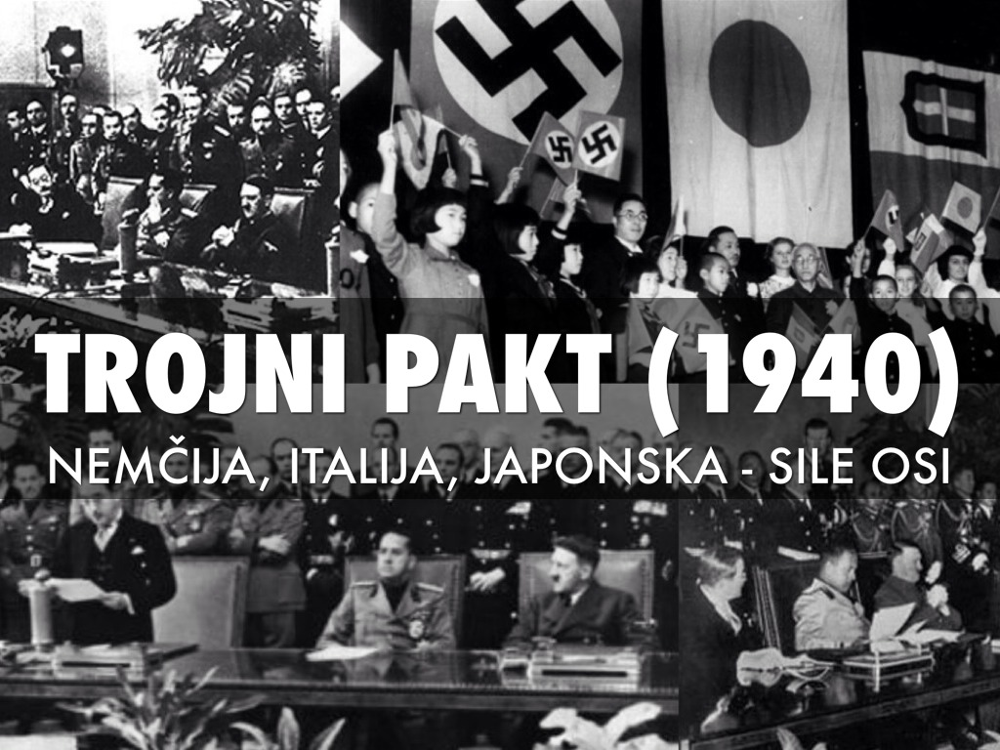 TROJNI PAKT (1940)
NEMČIJA, ITALIJA, JAPONSKA - SILE OSI